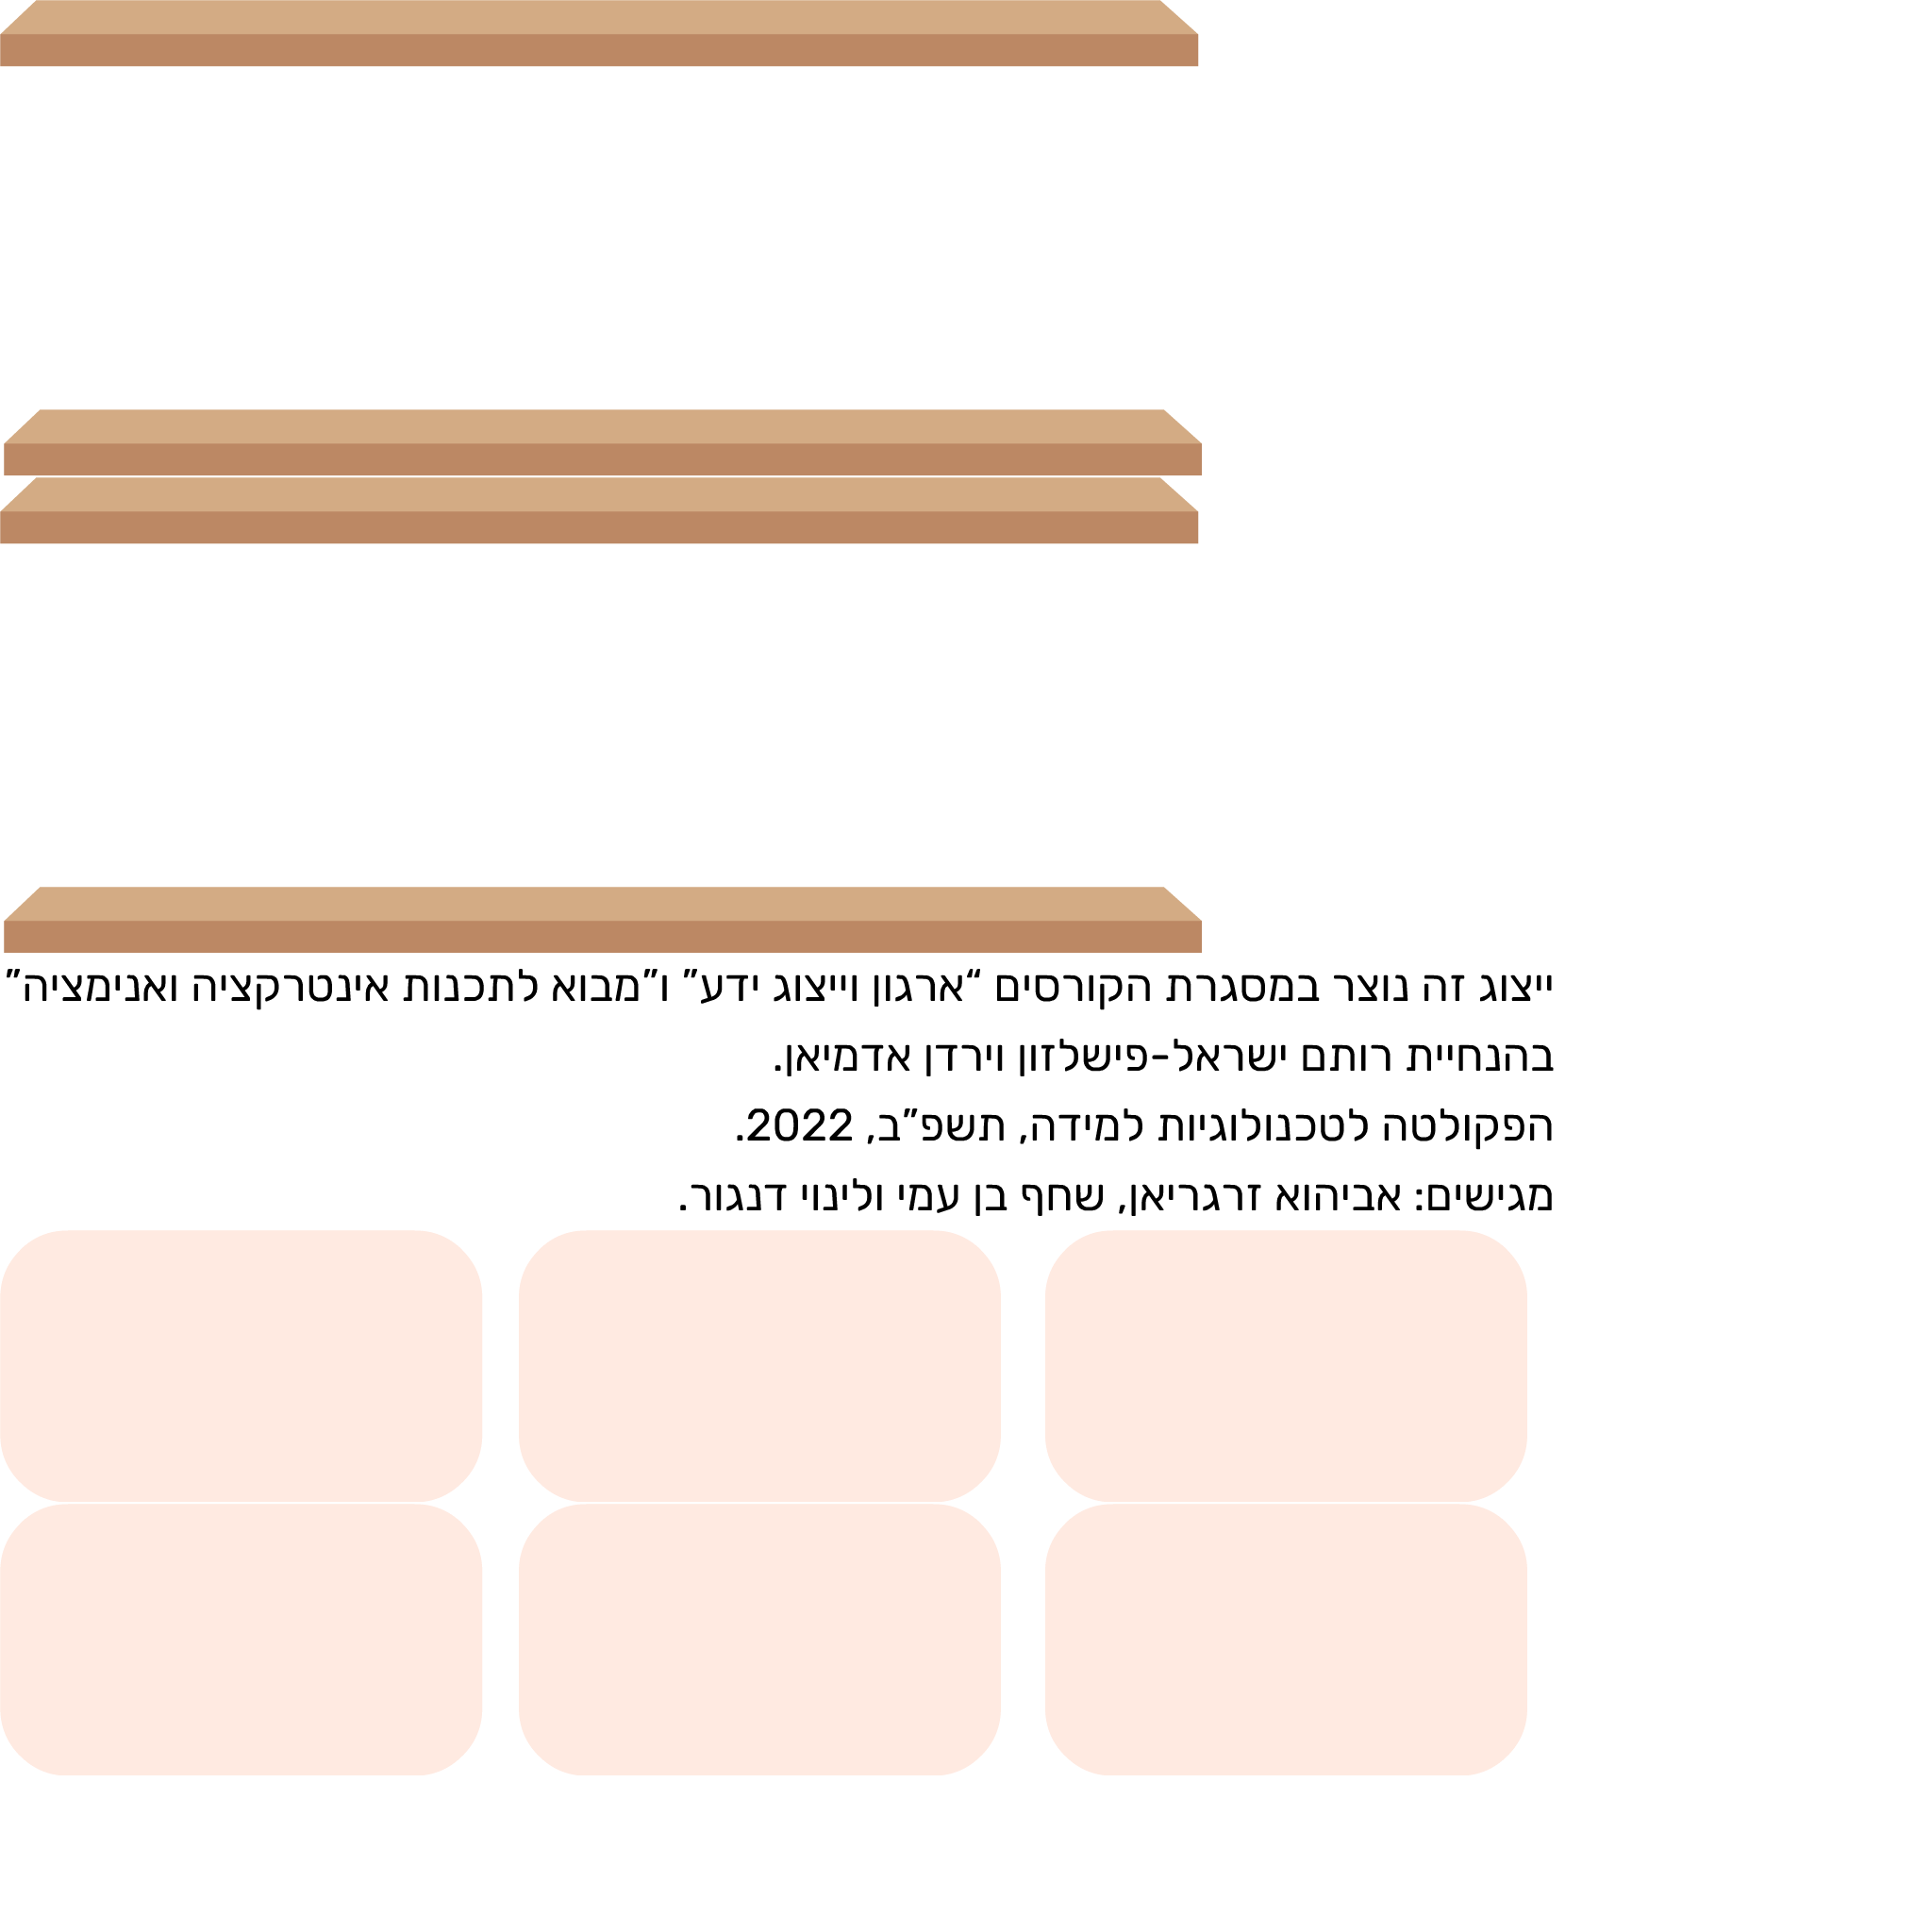 ייצוג זה נוצר במסגרת הקורסים “ארגון וייצוג ידע” ו”מבוא לתכנות אינטרקציה ואנימציה”
בהנחיית רותם ישראל-פישלזון וירדן אדמיאן.
הפקולטה לטכנולוגיות למידה, תשפ”ב, 2022.
מגישים: אביהוא זרגריאן, שחף בן עמי ולינוי דנגור.